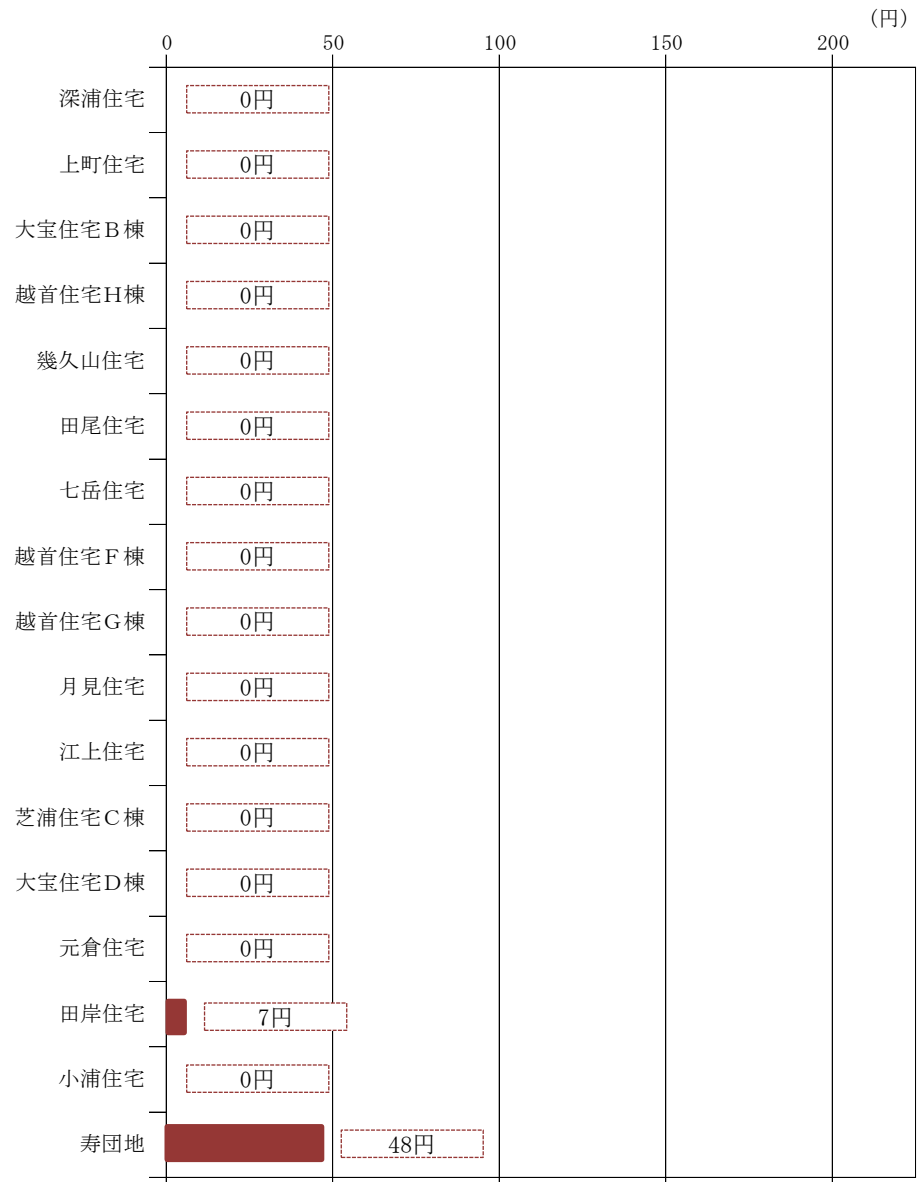 (円)
0 50 100 150 200
深浦住宅 0円
上町住宅 0円
大宝住宅Ｂ棟 0円
越首住宅Ｈ棟 0円
幾久山住宅 0円
田尾住宅 0円
七岳住宅 0円
越首住宅Ｆ棟 0円
越首住宅Ｇ棟 0円
月見住宅 0円
江上住宅 0円
芝浦住宅Ｃ棟 0円
大宝住宅Ｄ棟 0円
元倉住宅 0円
田岸住宅 7円
小浦住宅 0円
寿団地 48円